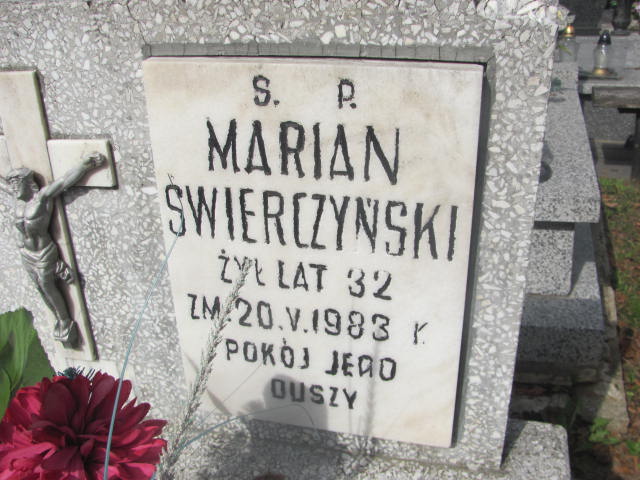 Ś. P.
MARIAN
ŚWIERCZYŃSKI
ŻYŁ LAT 32
ZM. 20.V.1983 R.
POKÓJ JEGO
DUSZY